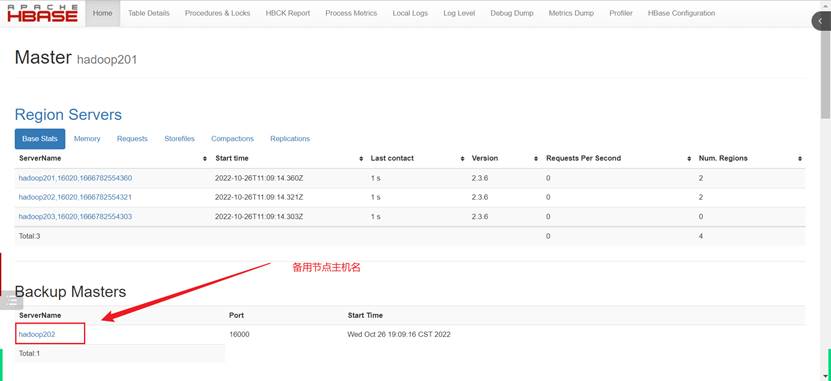 APACHE
HBASE
Home Table Details Procedures & Locks HBCK Report Process Metrics Local Logs Log Level Debug Dump Metrics Dump Profiler HBase Configuration
Master hadoop201
Region Servers
Base Stats Memory Requests Storefiles Compactions Replications
ServerName Start time Last contact Version Requests Per Second Num. Regions
hadoop201,16020,1666782554360 2022-10-26T11:09:14.360Z 1 s 2.3.6 0 2
hadoop202,16020,1666782554321 2022-10-26T11:09:14.321Z 1 s 2.3.6 0 2
hadoop203,16020,1666782554303 2022-10-26T11:09:14.303Z 1 s 2.3.6 0 0
Total:3 0 4
备用节点主机名
Backup Masters
ServerName Port Start Time
hadoop202 16000 Wed Oct 26 19:09:16 CST 2022
Total:1